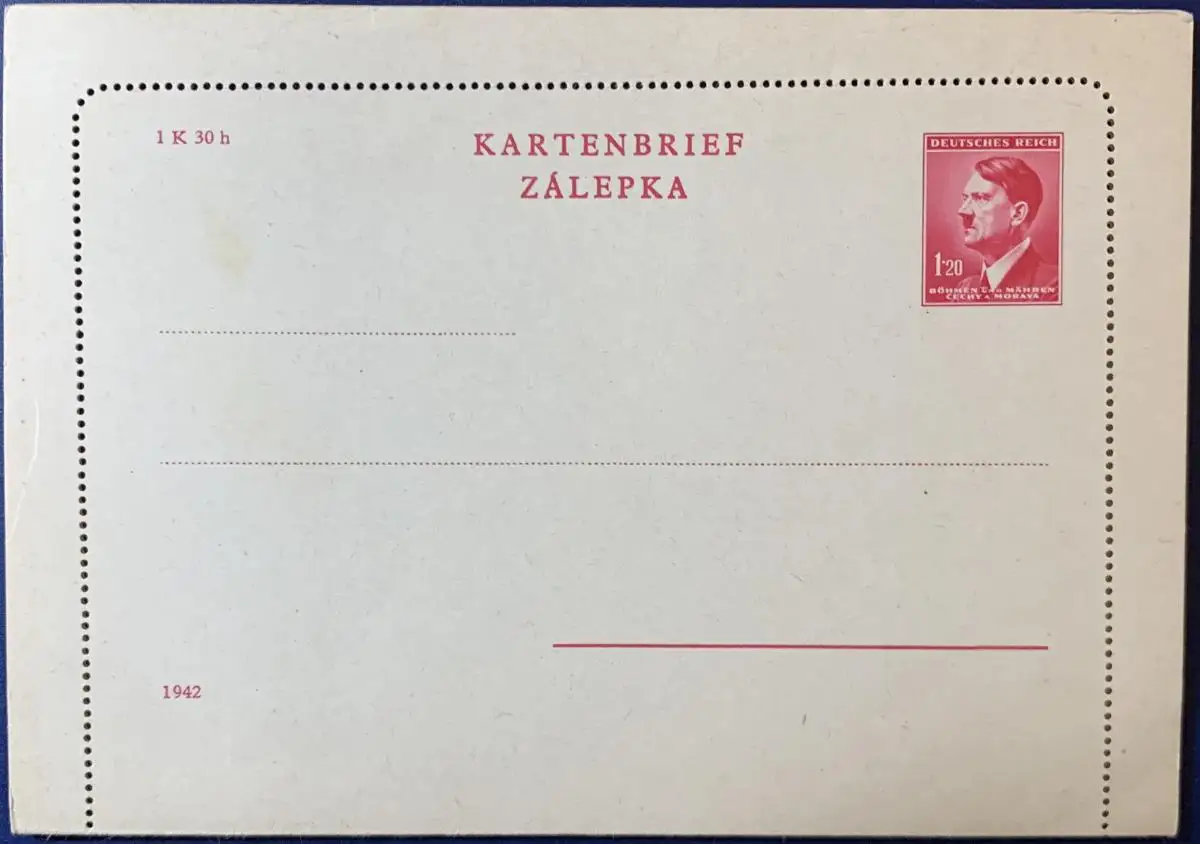 1 K 30 h
KARTENBRIEF
ZÁLEPKA
DEUTSCHES REICH
1·20
BÖHMEN UND MÄHREN
ČECHY A MORAVA
1942